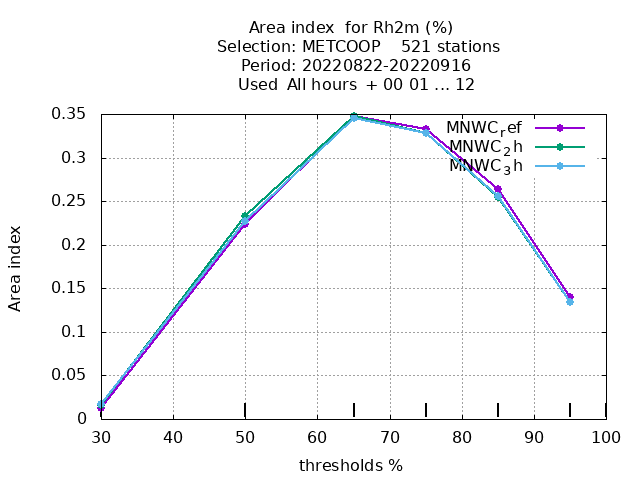 Area index for Rh2m (%)
Selection: METCOOP 521 stations
Period: 20220822-20220916
Used All hours + 00 01 ... 12
0.35
0.3
0.25
0.2
0.15
0.1
0.05
0
Area index
MNWC_ref
MNWC_2h
MNWC_3h
30 40 50 60 70 80 90 100
thresholds %